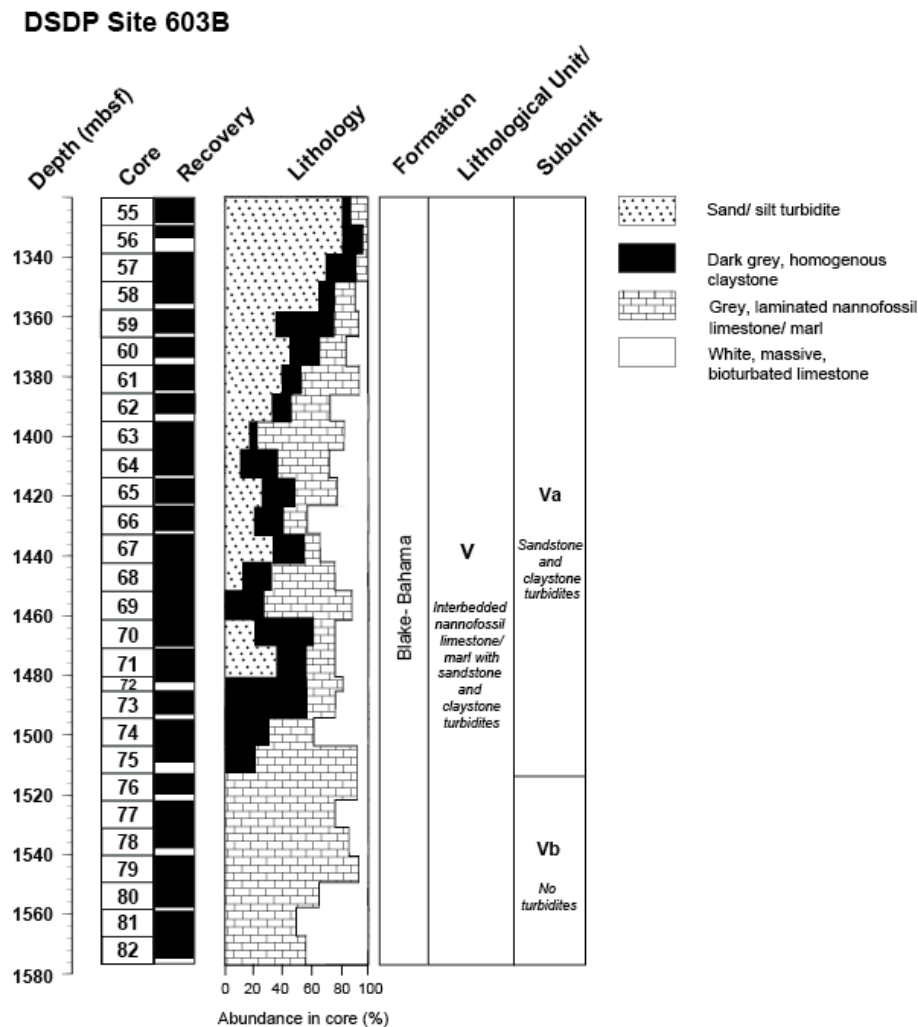 DSDP Site 603B
Depth (mbsf)
Core
Recovery
Lithology
Formation
Lithological Unit/
Subunit
1340
1360
1380
1400
1420
1440
1460
1480
1500
1520
1540
1560
1580
55
56
57
58
59
60
61
62
63
64
65
66
67
68
69
70
71
72
73
74
75
76
77
78
79
80
81
82
0 20 40 60 80 100
Abundance in core (%)
Blake- Bahama
V
Interbedded
nannofossil
limestone/
marl with
sandstone
and
claystone
turbidites
Va
Sandstone
and
claystone
turbidites
Vb
No
turbidites
Sand/ silt turbidite
Dark grey, homogenous
claystone
Grey, laminated nannofossil
limestone/ marl
White, massive,
bioturbated limestone